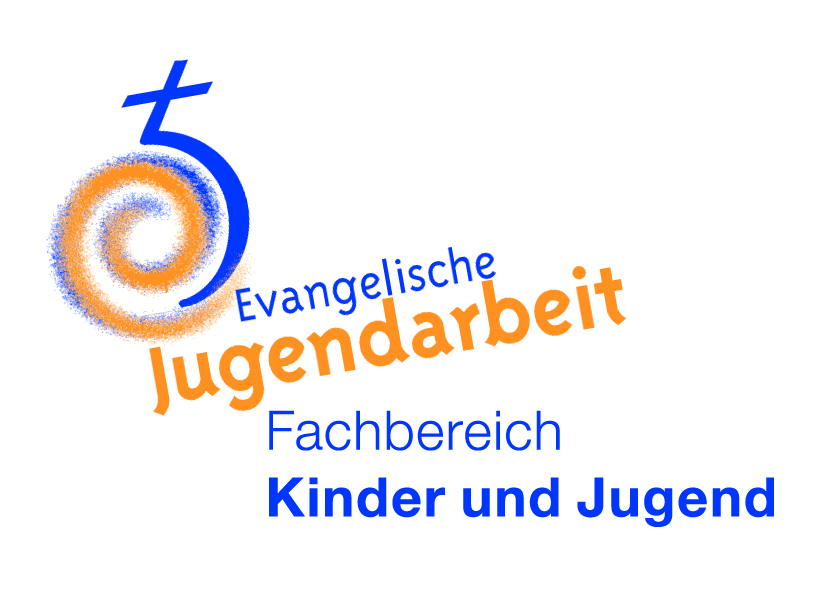 Evangelische
Jugendarbeit
Fachbereich
Kinder und Jugend